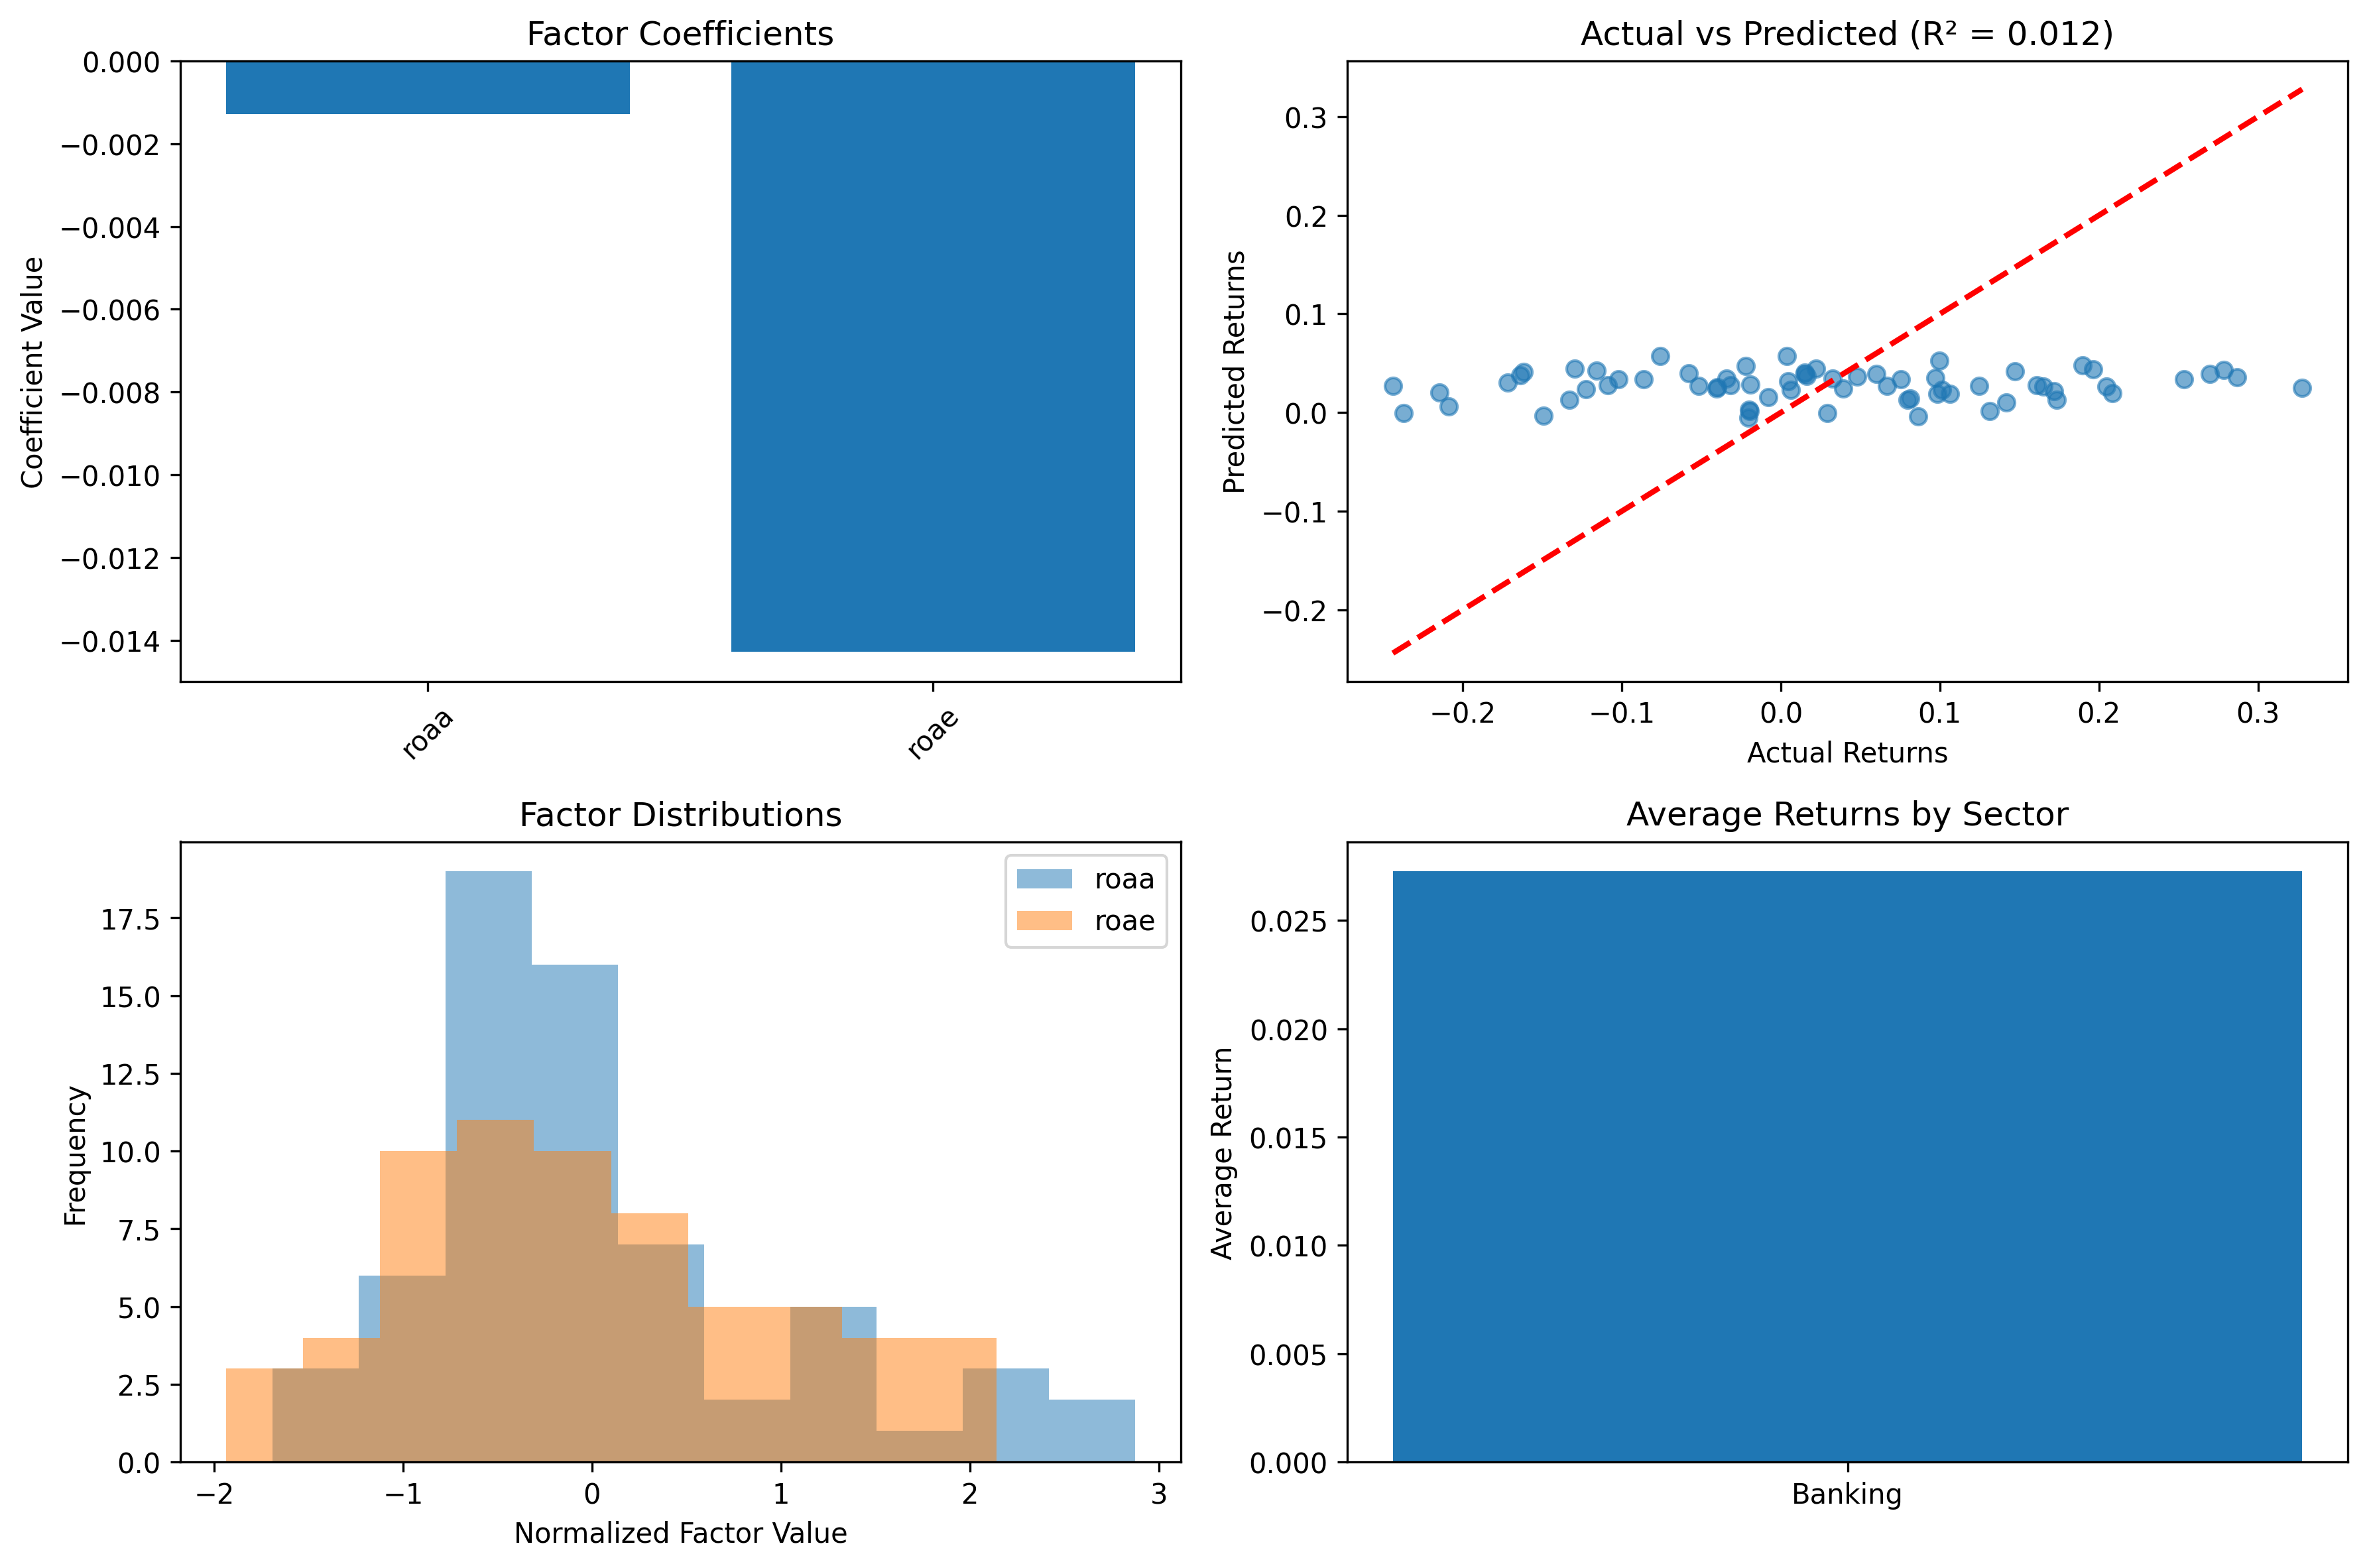 Factor Coefficients
0.000
−0.002
−0.004
−0.006
−0.008
−0.010
−0.012
−0.014
Coefficient Value
roaa
roae
Actual vs Predicted (R² = 0.012)
0.3
0.2
0.1
0.0
−0.1
−0.2
Predicted Returns
−0.2
−0.1
0.0
0.1
0.2
0.3
Actual Returns
Factor Distributions
roaa
roae
17.5
15.0
12.5
10.0
7.5
5.0
2.5
0.0
Frequency
−2
−1
0
1
2
3
Normalized Factor Value
Average Returns by Sector
0.025
0.020
0.015
0.010
0.005
0.000
Average Return
Banking